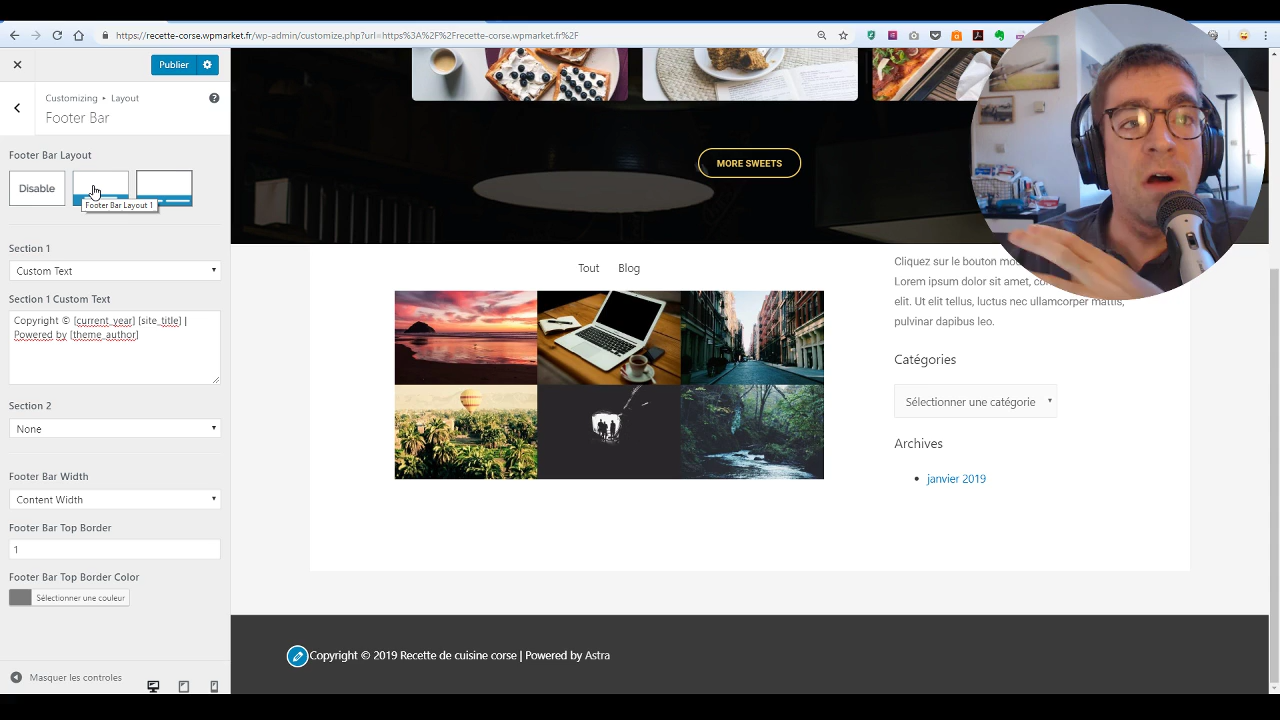 https://recette-corse.wpmarket.fr/wp-admin/customize.php?url=https%3A%2F%2Frecette-corse.wpmarket.fr%2F
Publier
Customizing ▸ Layout
Footer Bar
Footer Bar Layout
Disable
Footer Bar Layout 1
Section 1
Custom Text
Section 1 Custom Text
Copyright © [current_year] [site_title] |
Powered by [theme_author]
Section 2
None
Footer Bar Width
Content Width
Footer Bar Top Border
1
Footer Bar Top Border Color
Sélectionner une couleur
Masquer les controles
MORE SWEETS
Tout Blog
Cliquez sur le bouton
Lorem ipsum dolor sit amet,
elit. Ut elit tellus, luctus nec ullamcorper mattis,
pulvinar dapibus leo.
Catégories
Sélectionner une catégorie
Archives
janvier 2019
Copyright © 2019 Recette de cuisine corse | Powered by Astra